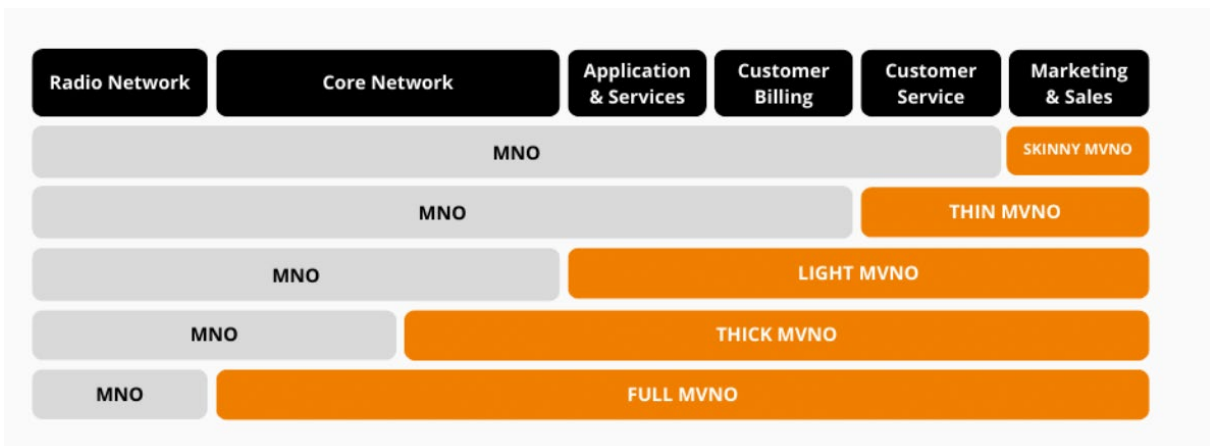 Radio Network
Core Network
Application
& Services
Customer
Billing
Customer
Service
Marketing
& Sales
MNO
SKINNY MVNO
MNO
THIN MVNO
MNO
LIGHT MVNO
MNO
THICK MVNO
MNO
FULL MVNO